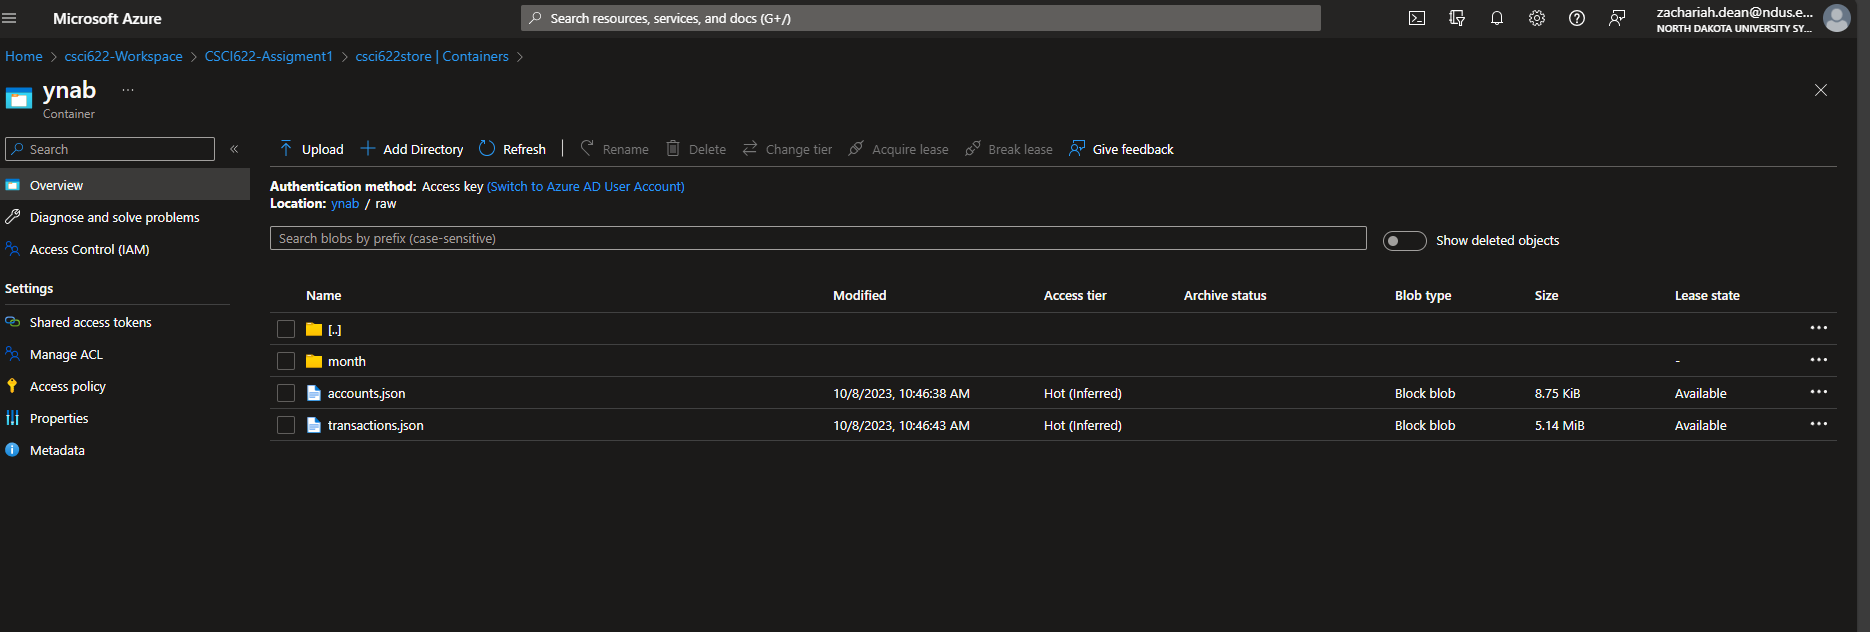 Microsoft Azure
Search resources, services, and docs (G+/)
zachariah.dean@ndus.e...
NORTH DAKOTA UNIVERSITY SY...
Home > csci622-Workspace > CSCI622-Assigment1 > csci622store | Containers >
ynab ...
Container
Search «
Overview
Diagnose and solve problems
Access Control (IAM)
Settings
Shared access tokens
Manage ACL
Access policy
Properties
Metadata
Upload Add Directory Refresh | Rename Delete Change tier Acquire lease Break lease Give feedback
Authentication method: Access key (Switch to Azure AD User Account)
Location: ynab / raw
Search blobs by prefix (case-sensitive)
Show deleted objects
Name Modified Access tier Archive status Blob type Size Lease state
[..] ...
month - ...
accounts.json 10/8/2023, 10:46:38 AM Hot (Inferred) Block blob 8.75 KiB Available ...
transactions.json 10/8/2023, 10:46:43 AM Hot (Inferred) Block blob 5.14 MiB Available ...